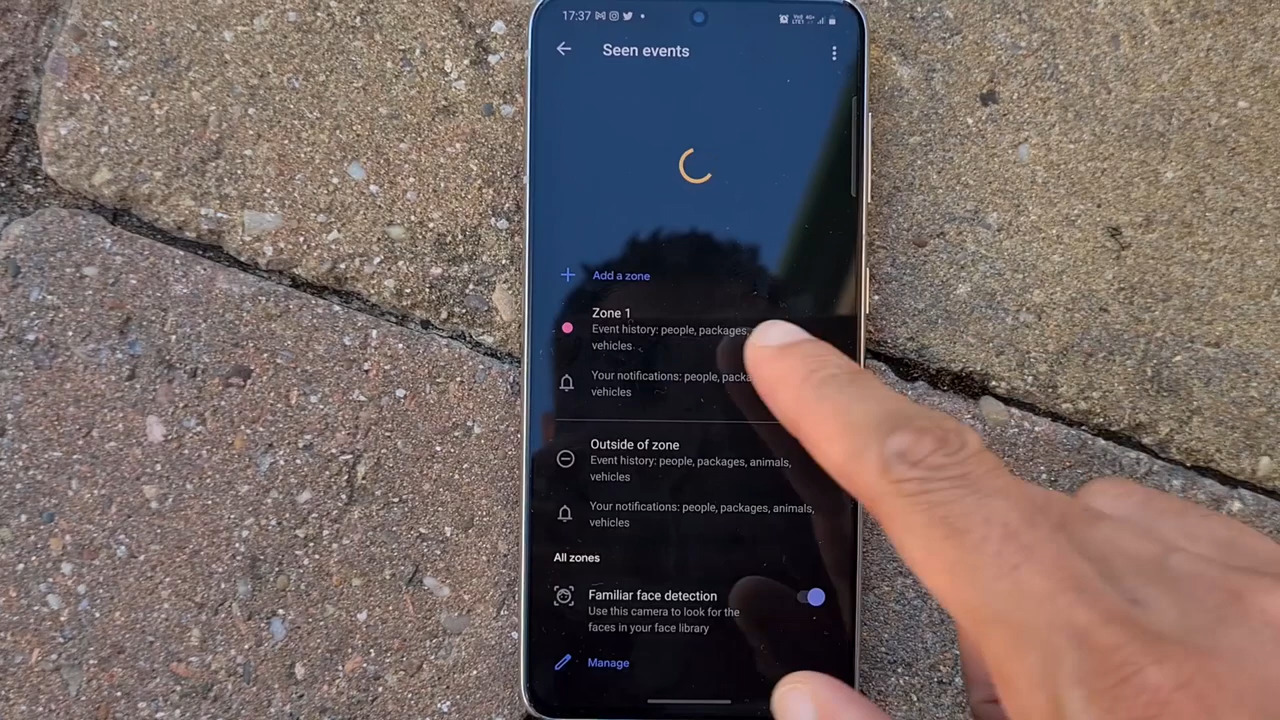 17:37
Seen events
Add a zone
Zone 1
Event history: people, packages,
vehicles
Your notifications: people,
vehicles
Outside of zone
Event history: people, packages, animals,
vehicles
Your notifications: people, packages, animals,
vehicles
All zones
Familiar face detection
Use this camera to look for the
faces in your face library
Manage